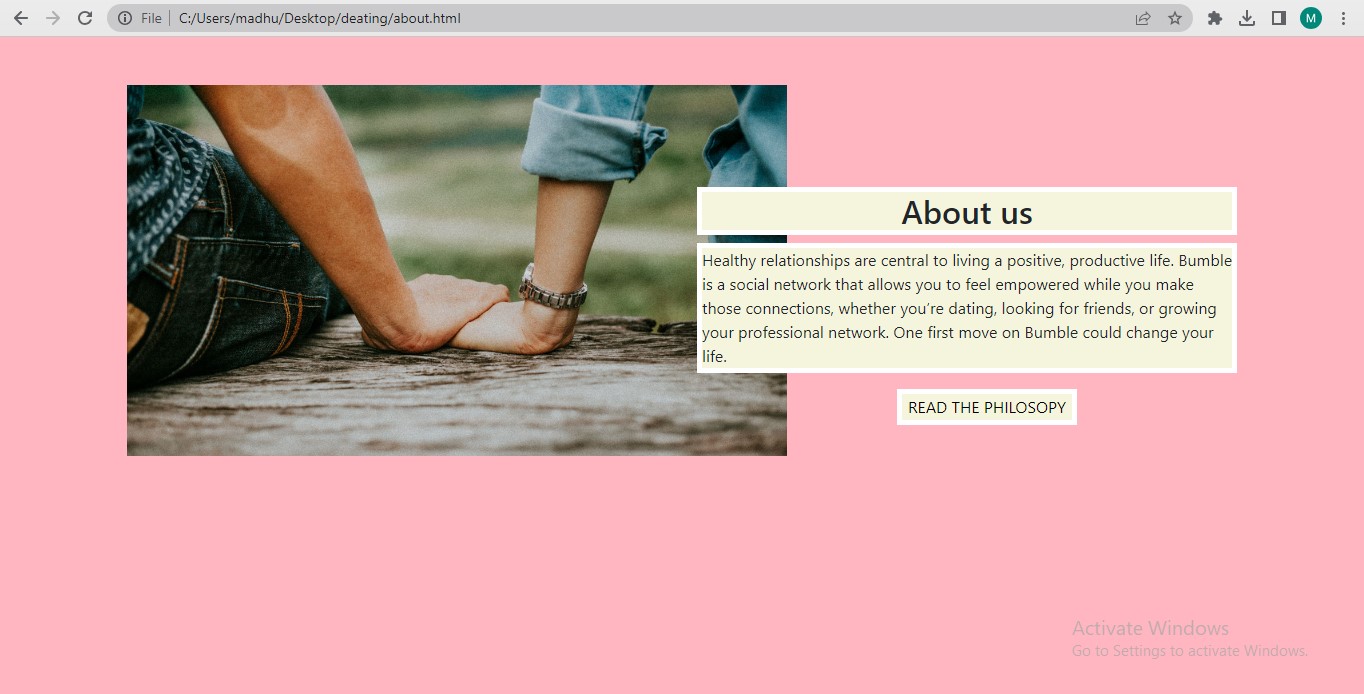 File
C:/Users/madhu/Desktop/deating/about.html
M
About us
Healthy relationships are central to living a positive, productive life. Bumble
is a social network that allows you to feel empowered while you make
those connections, whether you’re dating, looking for friends, or growing
your professional network. One first move on Bumble could change your
life.
READ THE PHILOSOPY
Activate Windows
Go to Settings to activate Windows.